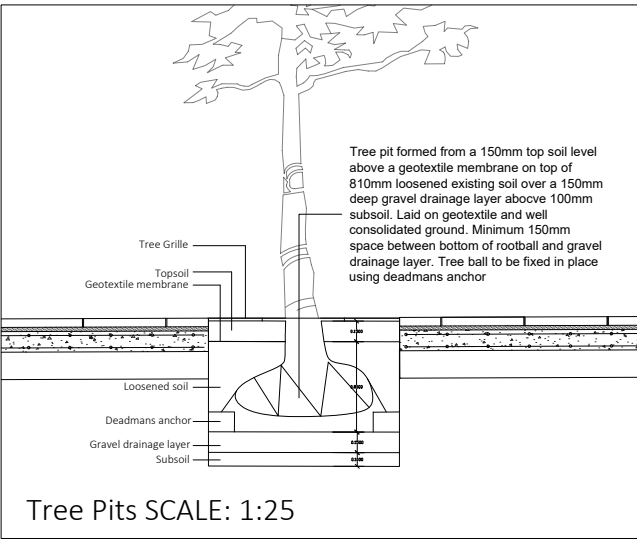 Tree pit formed from a 150mm top soil level
above a geotextile membrane on top of
810mm loosened existing soil over a 150mm
deep gravel drainage layer abocve 100mm
subsoil. Laid on geotextile and well
consolidated ground. Minimum 150mm
space between bottom of rootball and gravel
drainage layer. Tree ball to be fixed in place
using deadmans anchor
Tree Grille
Topsoil
Geotextile membrane
Loosened soil
Deadmans anchor
Gravel drainage layer
Subsoil
Tree Pits SCALE: 1:25